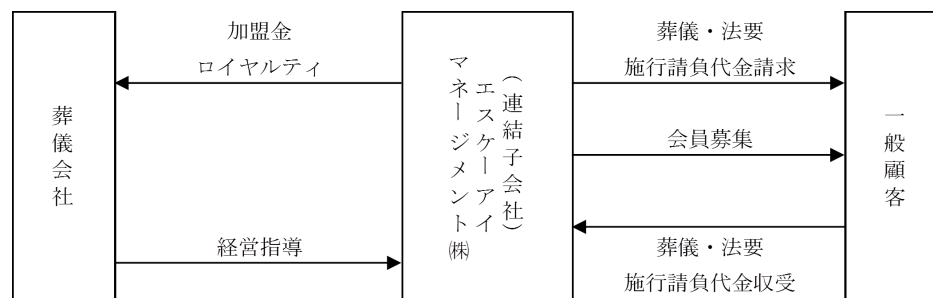 葬儀会社
加盟金
ロイヤルティ
経営指導
(連結子会社)
エスケーアイ
マネージメント㈱
葬儀・法要
施行請負代金請求
会員募集
葬儀・法要
施行請負代金収受
一般顧客